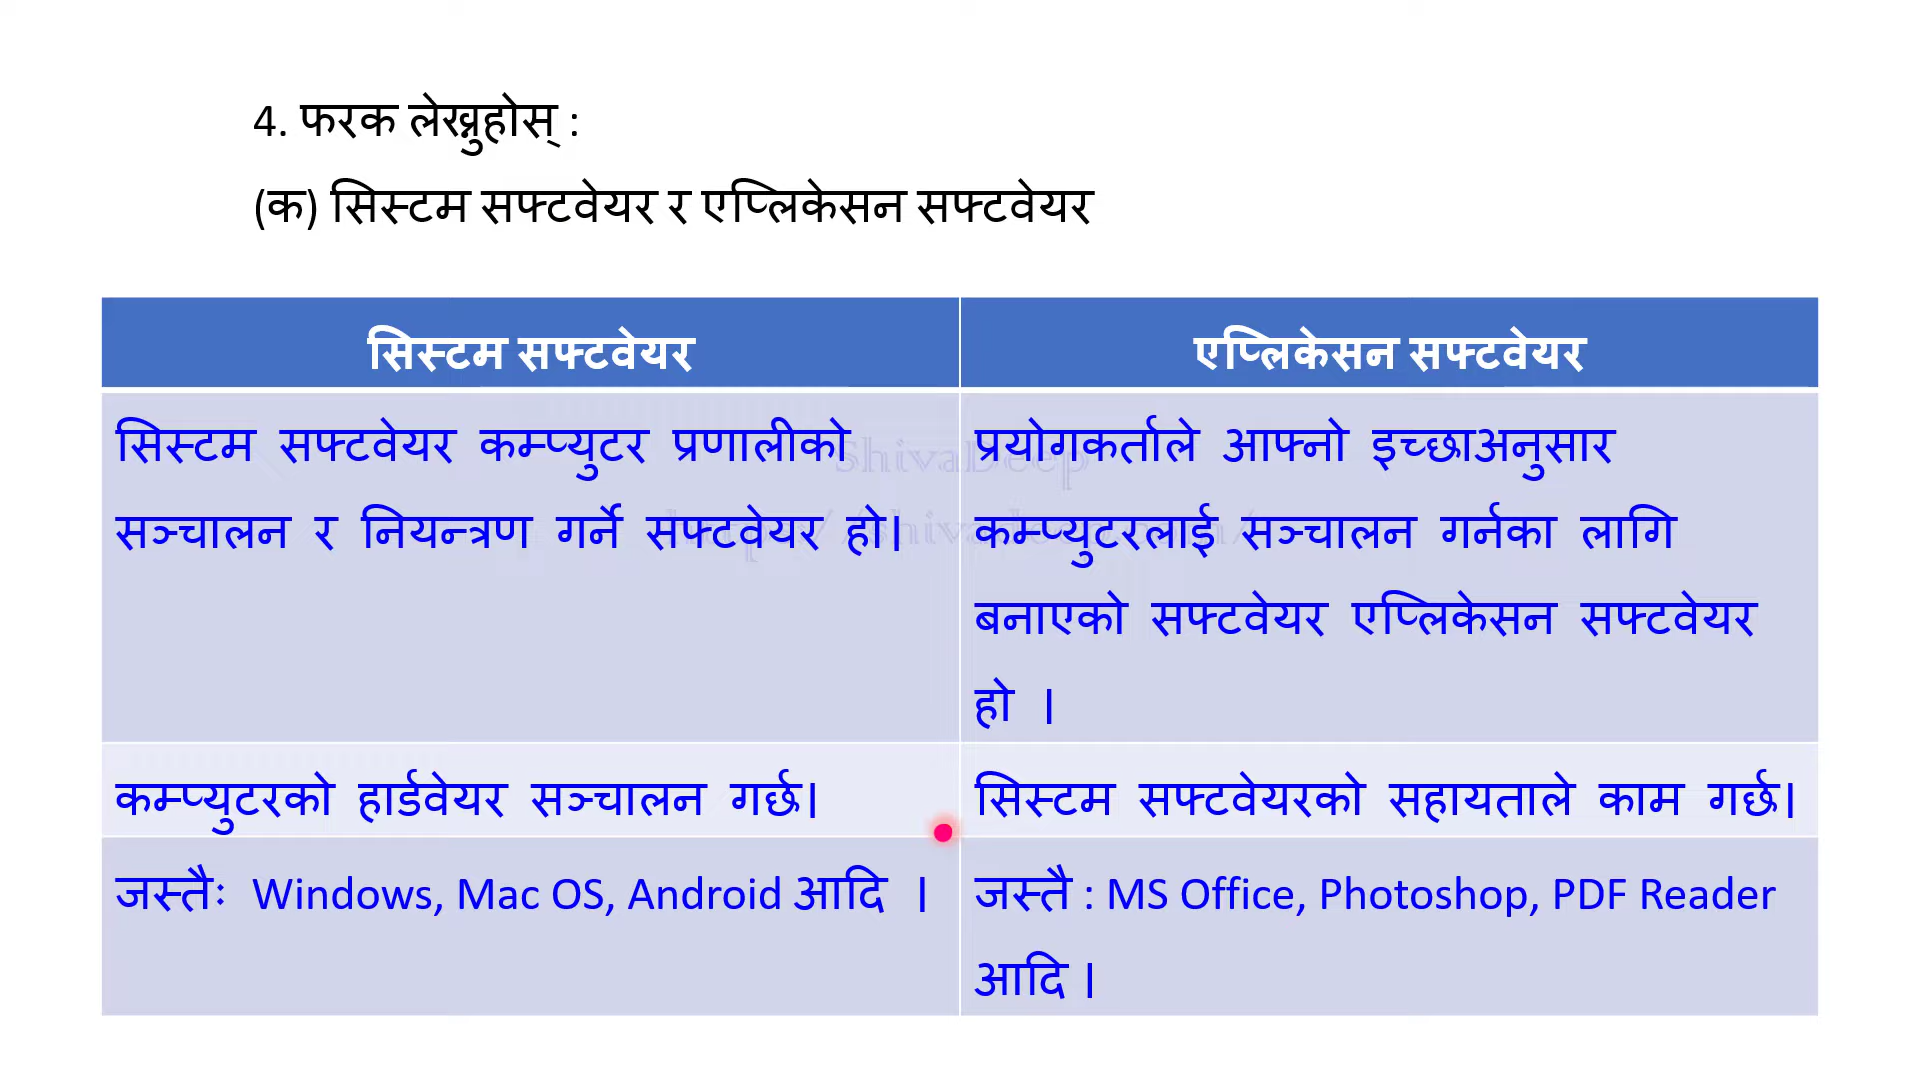 4. फरक लेख्नुहोस् :
(क) सिस्टम सफ्टवेयर र एप्लिकेसन सफ्टवेयर
सिस्टम सफ्टवेयर
एप्लिकेसन सफ्टवेयर
सिस्टम सफ्टवेयर कम्प्युटर प्रणालीको
सञ्चालन र नियन्त्रण गर्ने सफ्टवेयर हो।
प्रयोगकर्ताले आफ्नो इच्छाअनुसार
कम्प्युटरलाई सञ्चालन गर्नका लागि
बनाएको सफ्टवेयर एप्लिकेसन सफ्टवेयर
हो ।
कम्प्युटरको हार्डवेयर सञ्चालन गर्छ।
सिस्टम सफ्टवेयरको सहायताले काम गर्छ।
जस्तैः Windows, Mac OS, Android आदि ।
जस्तै : MS Office, Photoshop, PDF Reader
आदि ।
ShivaDeep
http://shivadeep.com/